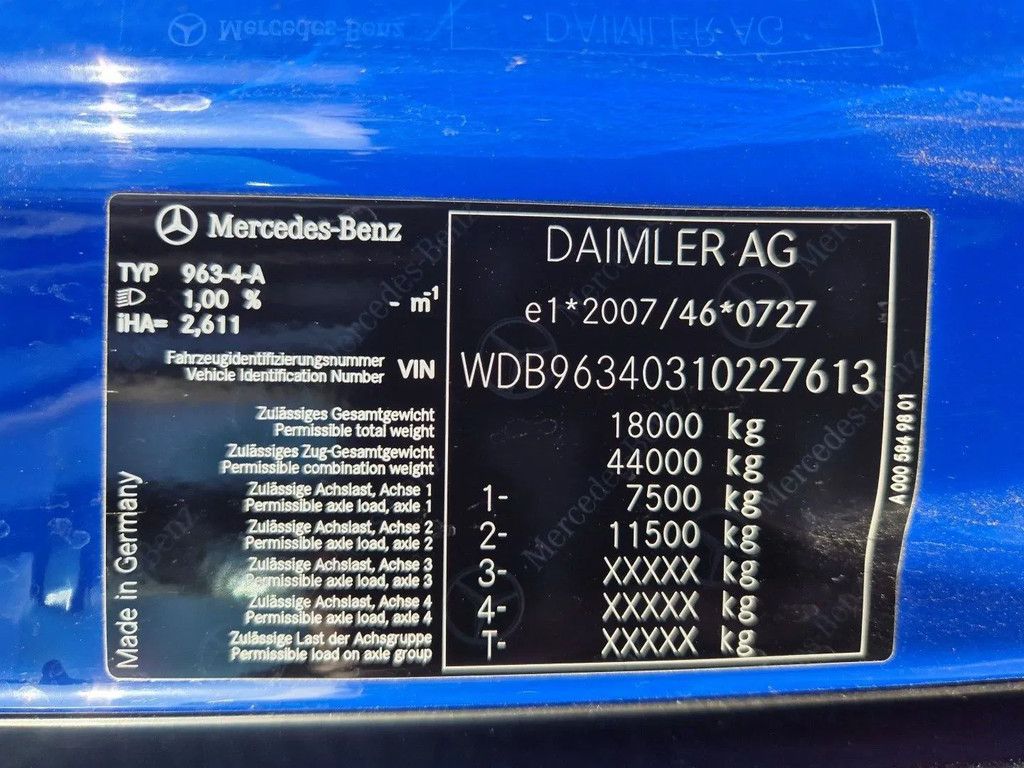 Mercedes-Benz
TYP 963-4-A
1,00 % - m-1
iHA= 2,611
Fahrzeugidentifizierungsnummer
Vehicle Identification Number VIN
Zulässiges Gesamtgewicht
Permissible total weight
Zulässiges Zug-Gesamtgewicht
Permissible combination weight
Zulässige Achslast, Achse 1
Permissible axle load, axle 1
Zulässige Achslast, Achse 2
Permissible axle load, axle 2
Zulässige Achslast, Achse 3
Permissible axle load, axle 3
Zulässige Achslast, Achse 4
Permissible axle load, axle 4
Zulässige Last der Achsgruppe
Permissible load on axle group
Made in Germany
DAIMLER AG
e1*2007/46*0727
WDB96340310227613
18000 kg
44000 kg
1- 7500 kg
2- 11500 kg
3- XXXXX kg
4- XXXXX kg
T- XXXXX kg
A 000 584 98 01